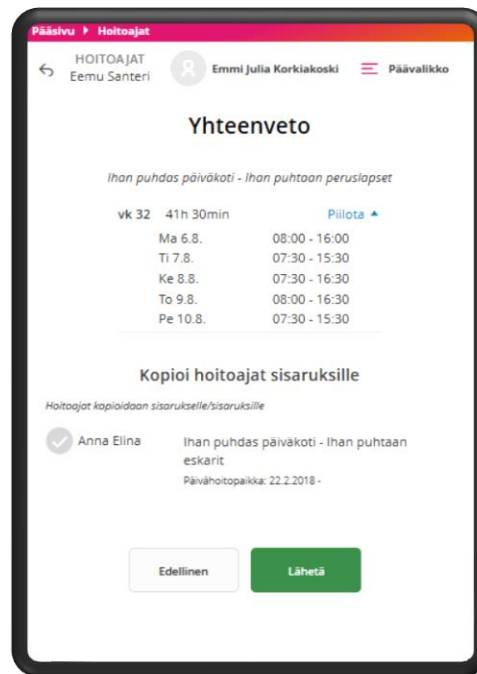 Pääsivu Hoitoajat
HOITOAJAT
Eemu Santeri
Emmi Julia Korkiakoski
Päävalikko
Yhteenveto
Ihan puhdas päiväkoti - Ihan puhtaan peruslapset
vk 32 41h 30min Piilota
Ma 6.8. 08:00 - 16:00
Ti 7.8. 07:30 - 15:30
Ke 8.8. 07:30 - 16:30
To 9.8. 08:00 - 16:30
Pe 10.8. 07:30 - 15:30
Kopioi hoitoajat sisaruksille
Hoitoajat kopioidaan sisarukselle/sisaruksille
Anna Elina Ihan puhdas päiväkoti - Ihan puhtaan
eskarit
Päivähoitopaikka: 22.2.2018 -
Edellinen Lähetä